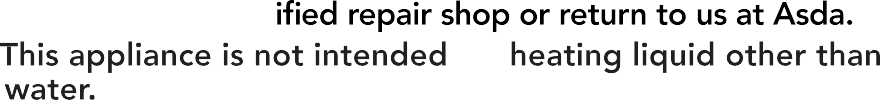 ified repair shop or return to us at Asda.
This appliance is not intended heating liquid other than
water.